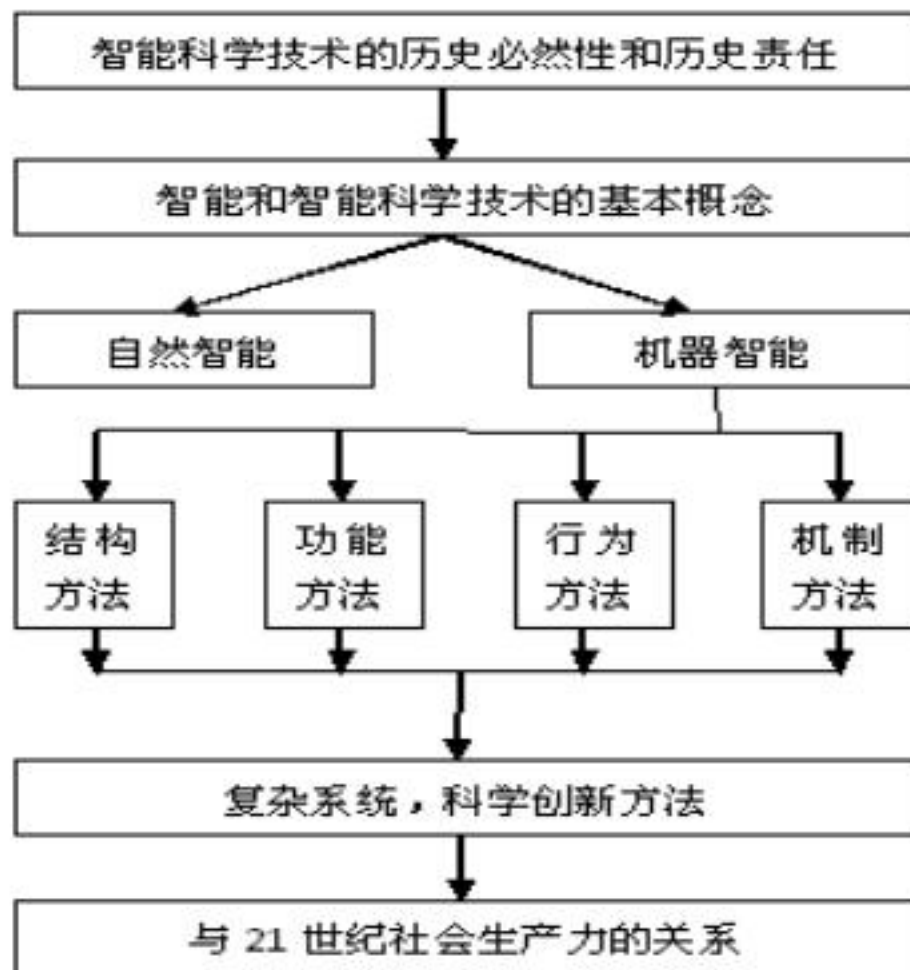 智能科学技术的历史必然性和历史责任
智能和智能科学技术的基本概念
自然智能
机器智能
结构
方法
功能
方法
行为
方法
机制
方法
复杂系统，科学创新方法
与 21 世纪社会生产力的关系